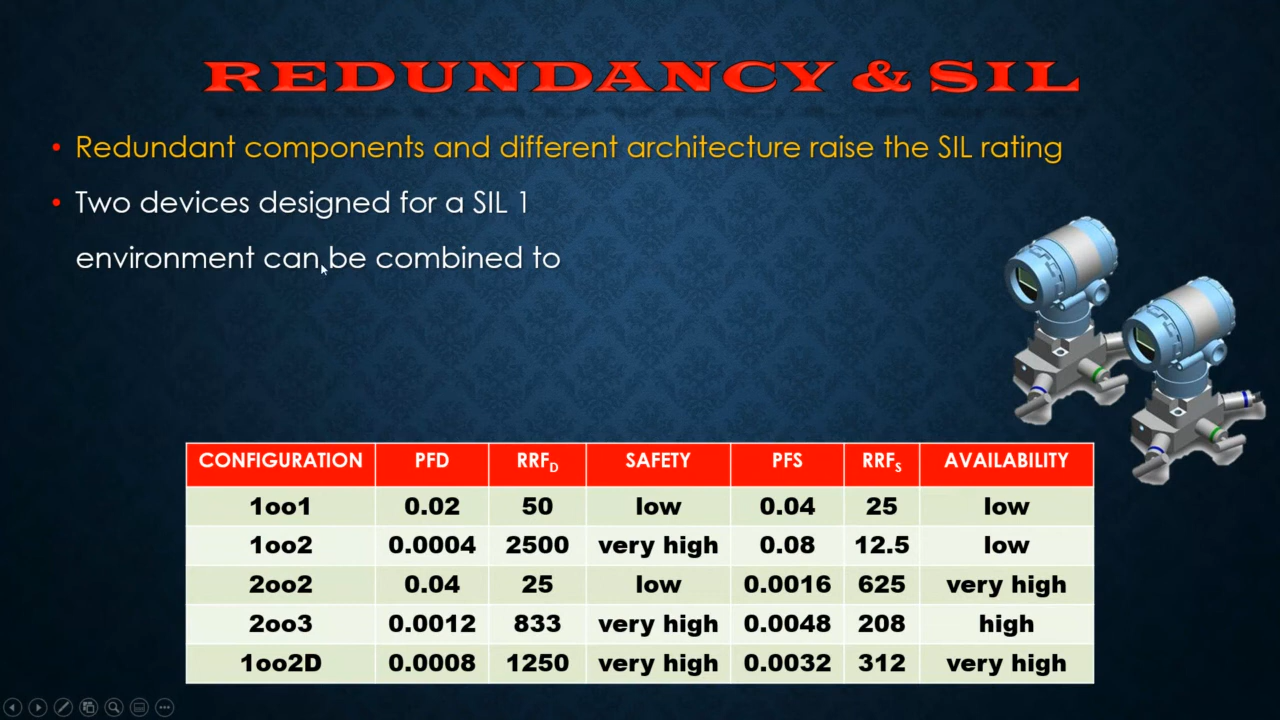 REDUNDANCY & SIL
• Redundant components and different architecture raise the SIL rating
• Two devices designed for a SIL 1
environment can be combined to
CONFIGURATION PFD RRFD SAFETY PFS RRFS AVAILABILITY
1oo1 0.02 50 low 0.04 25 low
1oo2 0.0004 2500 very high 0.08 12.5 low
2oo2 0.04 25 low 0.0016 625 very high
2oo3 0.0012 833 very high 0.0048 208 high
1oo2D 0.0008 1250 very high 0.0032 312 very high